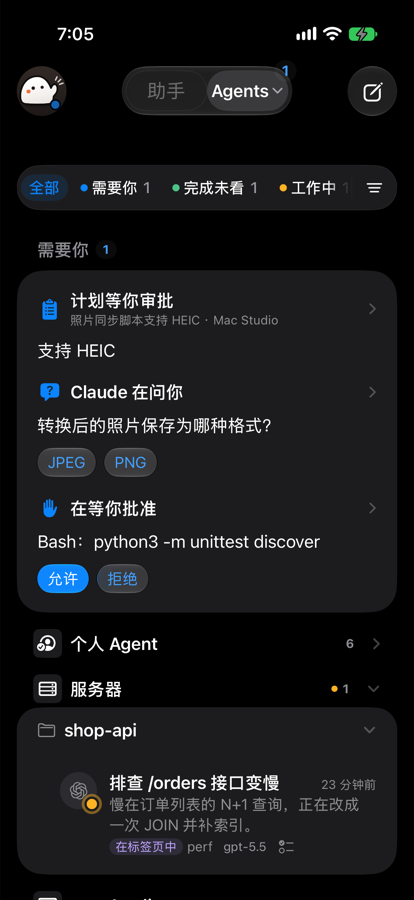 7:05
助手
Agents
1
全部
需要你 1
完成未看 1
工作中
需要你 1
计划等你审批
照片同步脚本支持 HEIC · Mac Studio
支持 HEIC
Claude 在问你
转换后的照片保存为哪种格式?
JPEG
PNG
在等你批准
Bash：python3 -m unittest discover
允许
拒绝
个人 Agent
6
服务器
1
shop-api
排查 /orders 接口变慢
23 分钟前
慢在订单列表的 N+1 查询，正在改成
一次 JOIN 并补索引。
在标签页中 perf gpt-5.5